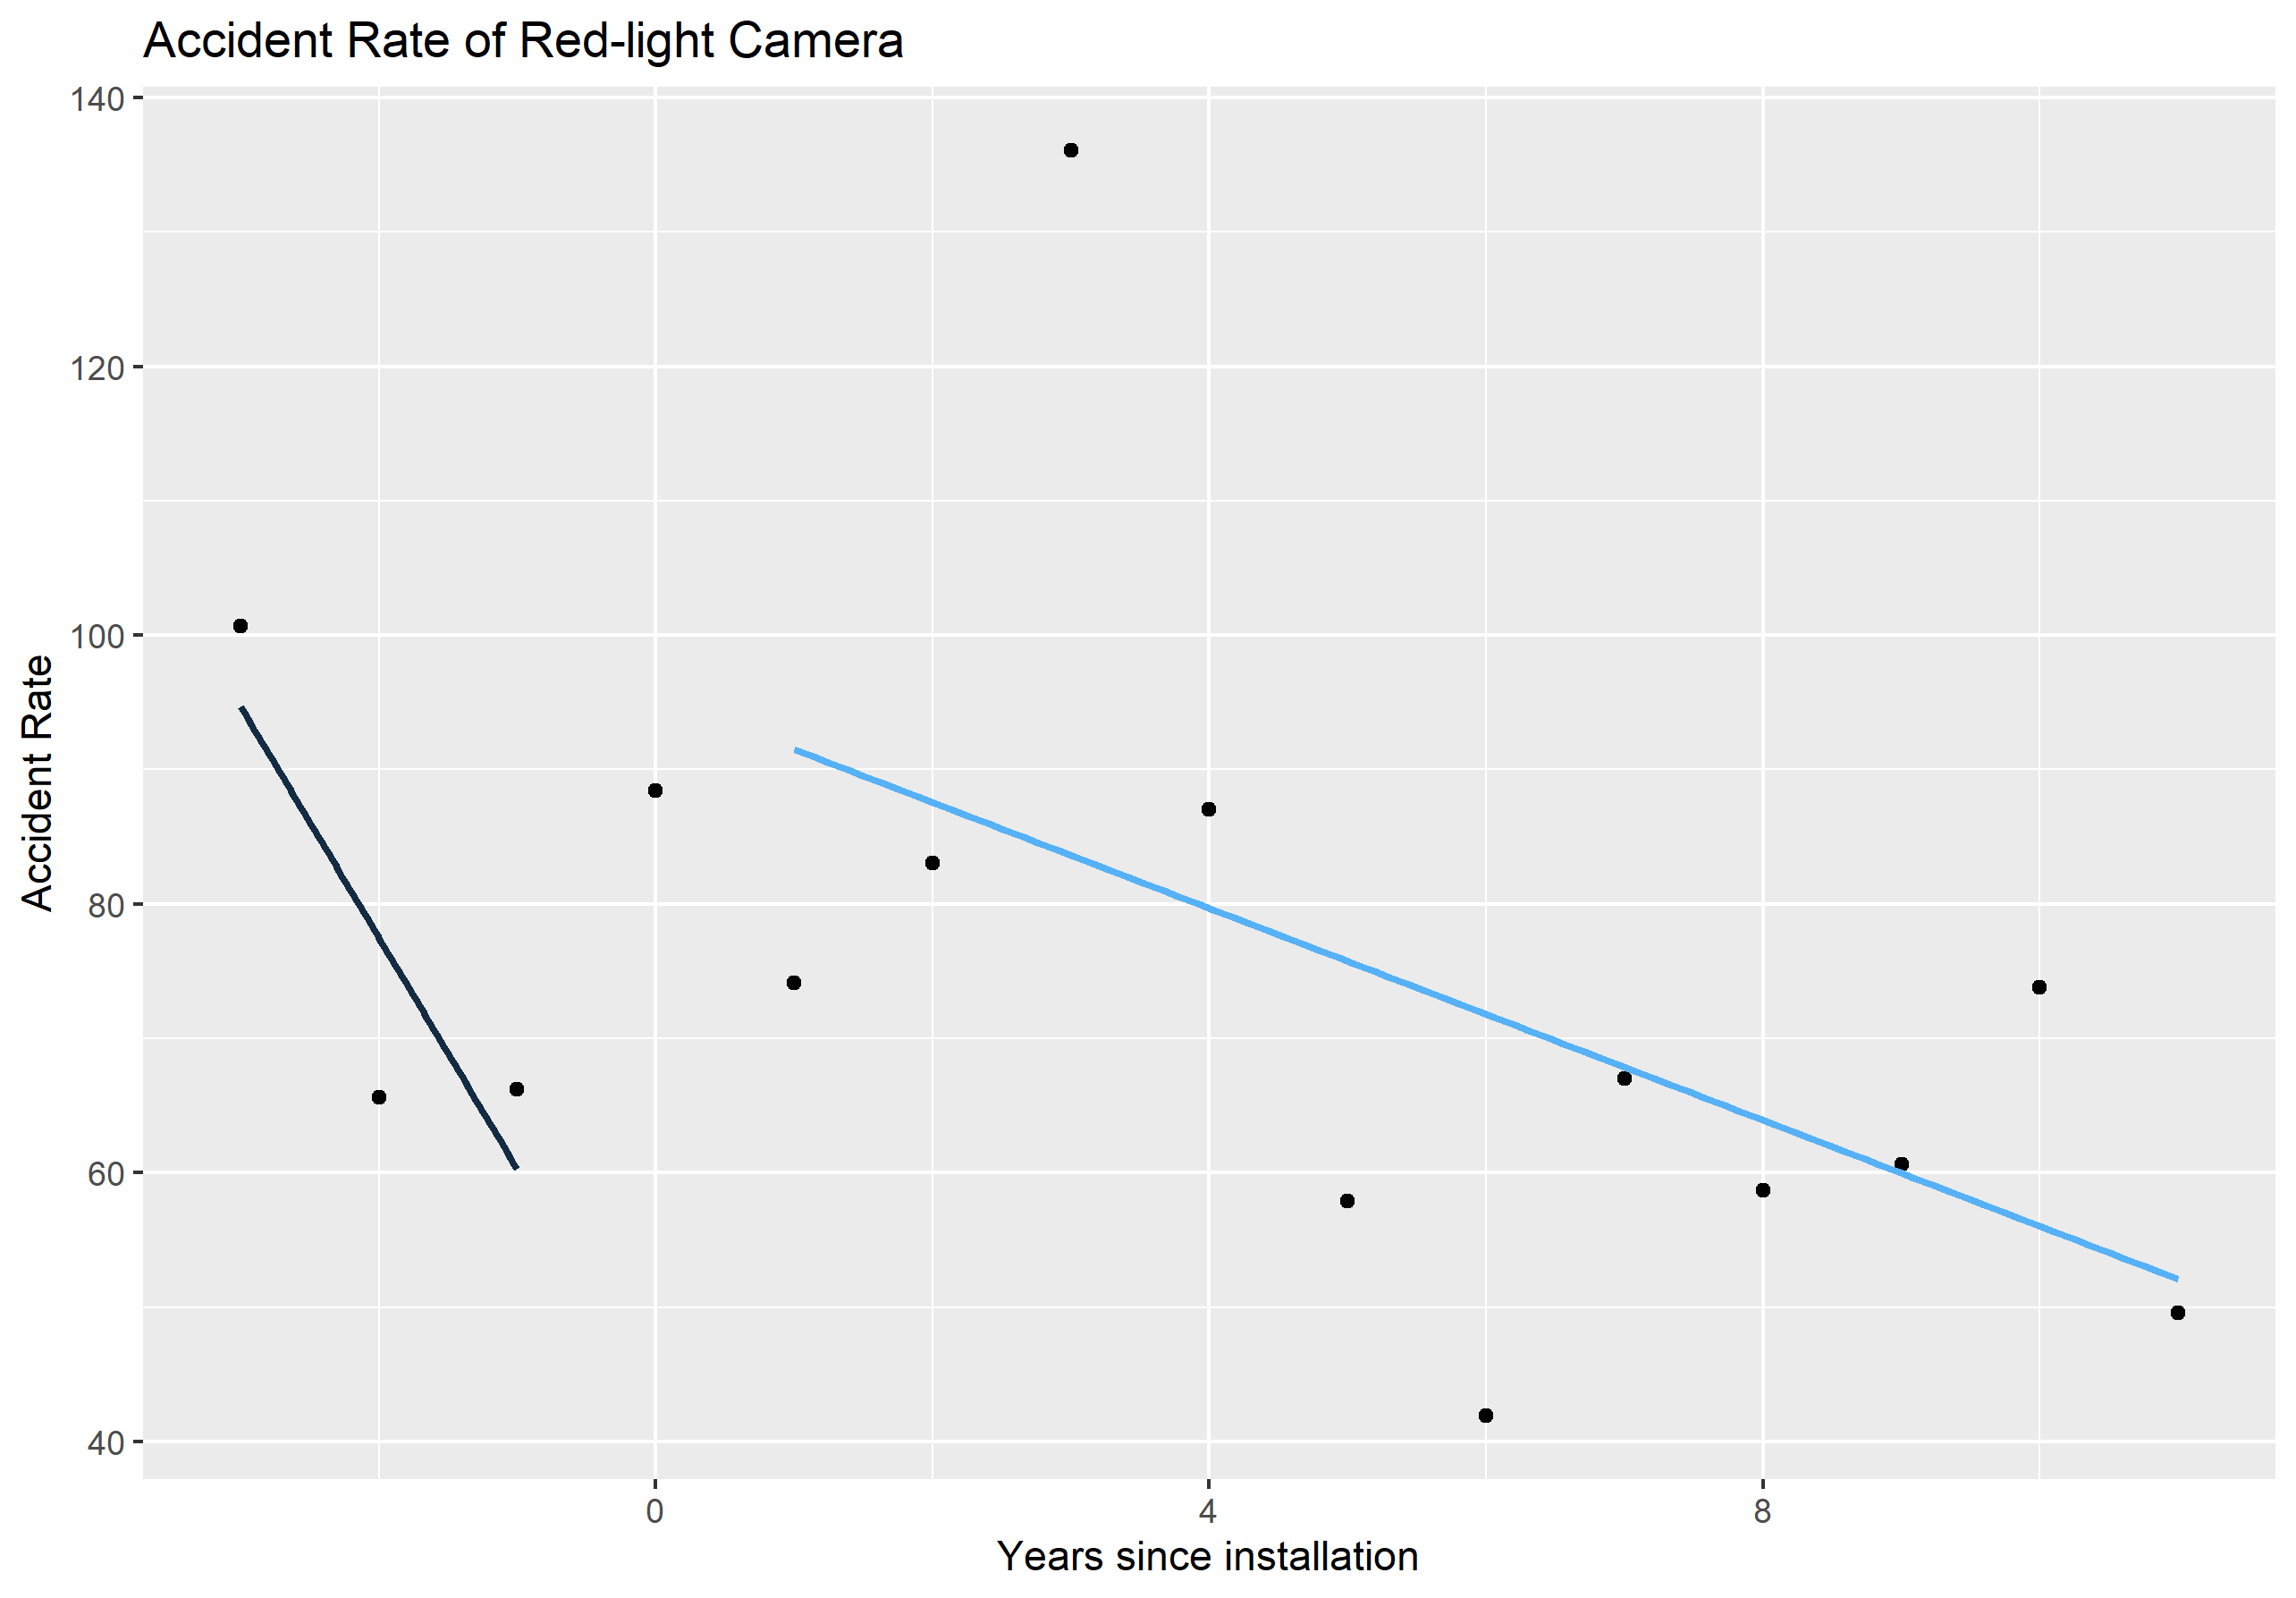 Accident Rate of Red-light Camera
140
120
100
80
60
40
Accident Rate
0 4 8
Years since installation